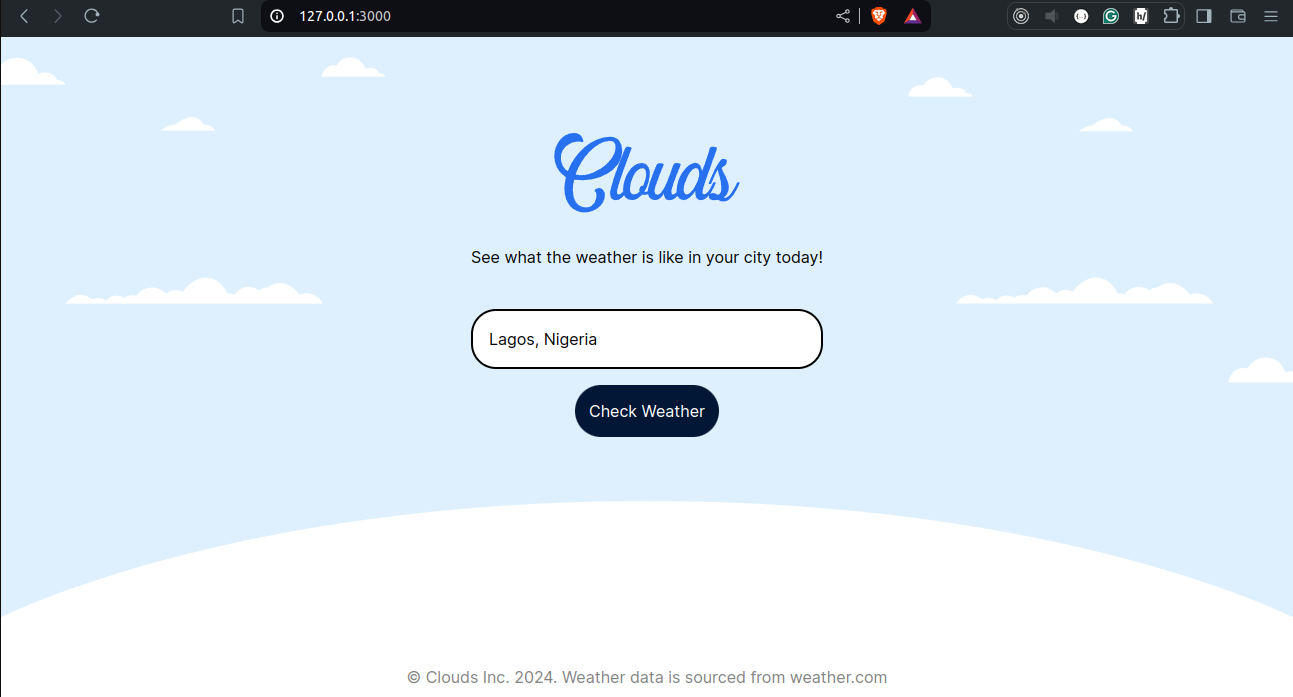 127.0.0.1:3000
Clouds
See what the weather is like in your city today!
Lagos, Nigeria
Check Weather
© Clouds Inc. 2024. Weather data is sourced from weather.com